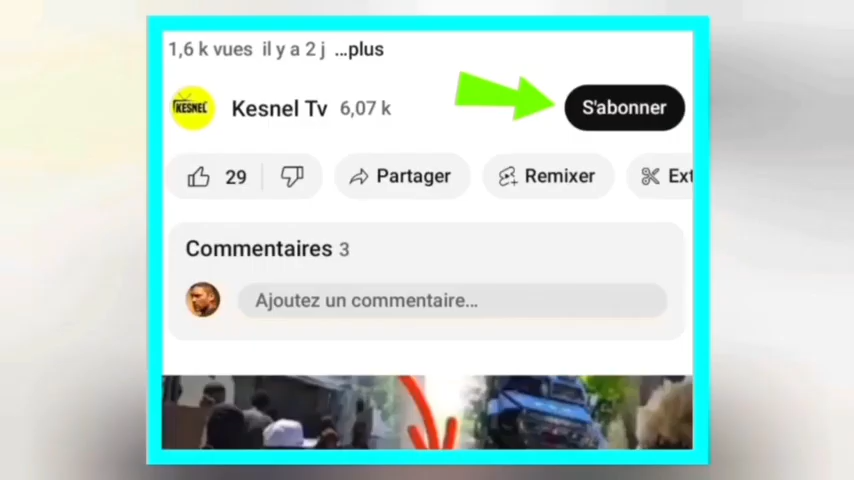 1,6 k vues il y a 2 j ...plus
KESNEL
Kesnel Tv 6,07 k
S'abonner
29
Partager
Remixer
Ext
Commentaires 3
Ajoutez un commentaire...